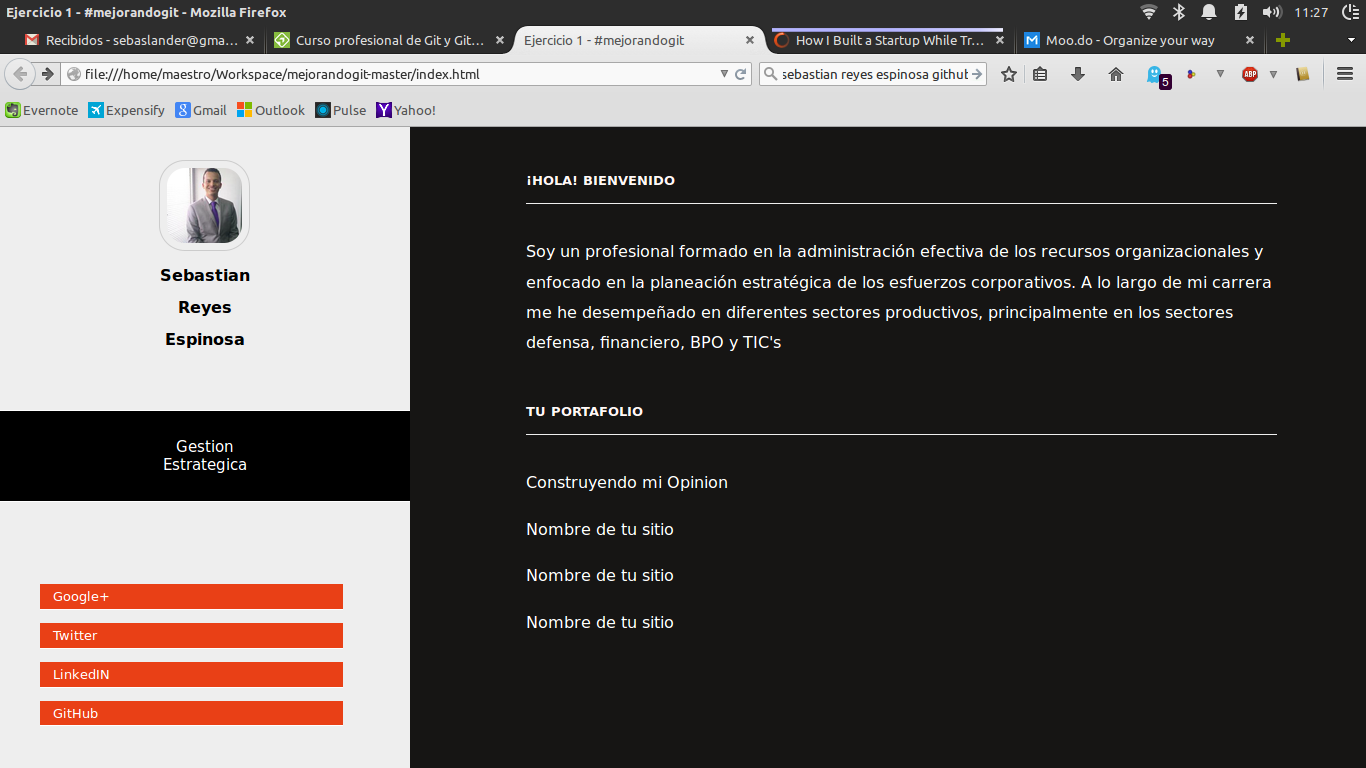 Ejercicio 1 - #mejorandogit - Mozilla Firefox
11:27
Recibidos - sebaslander@gma...
Curso profesional de Git y Git...
Ejercicio 1 - #mejorandogit
How I Built a Startup While Tr...
Moo.do - Organize your way
file:///home/maestro/Workspace/mejorandogit-master/index.html
sebastian reyes espinosa githut
5
ABP
Evernote
Expensify
Gmail
Outlook
Pulse
Yahoo!
Sebastian
Reyes
Espinosa
Gestion
Estrategica
Google+
Twitter
LinkedIN
GitHub
¡HOLA! BIENVENIDO
Soy un profesional formado en la administración efectiva de los recursos organizacionales y
enfocado en la planeación estratégica de los esfuerzos corporativos. A lo largo de mi carrera
me he desempeñado en diferentes sectores productivos, principalmente en los sectores
defensa, financiero, BPO y TIC's
TU PORTAFOLIO
Construyendo mi Opinion
Nombre de tu sitio
Nombre de tu sitio
Nombre de tu sitio